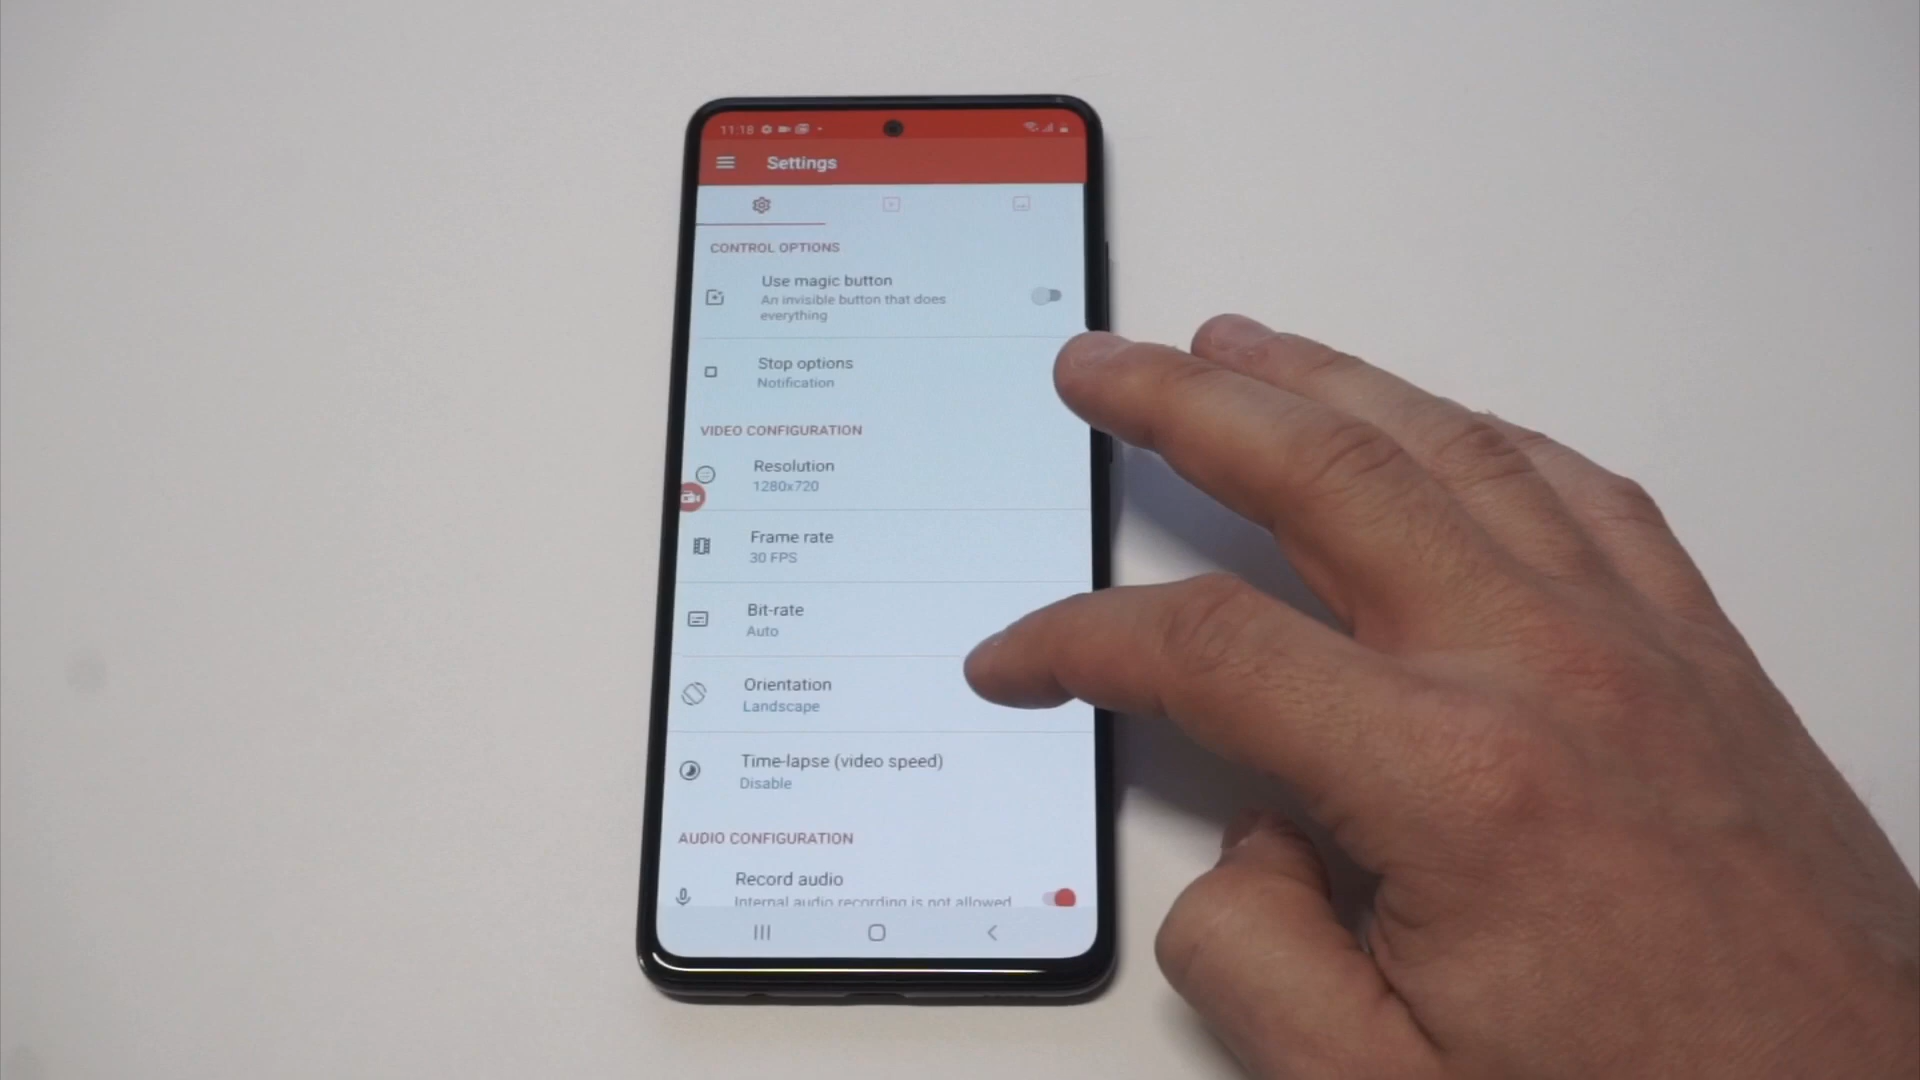 11:18
Settings
CONTROL OPTIONS
Use magic button
An invisible button that does
everything
Stop options
Notification
VIDEO CONFIGURATION
Resolution
1280x720
Frame rate
30 FPS
Bit-rate
Auto
Orientation
Landscape
Time-lapse (video speed)
Disable
AUDIO CONFIGURATION
Record audio
Internal audio recording is not allowed